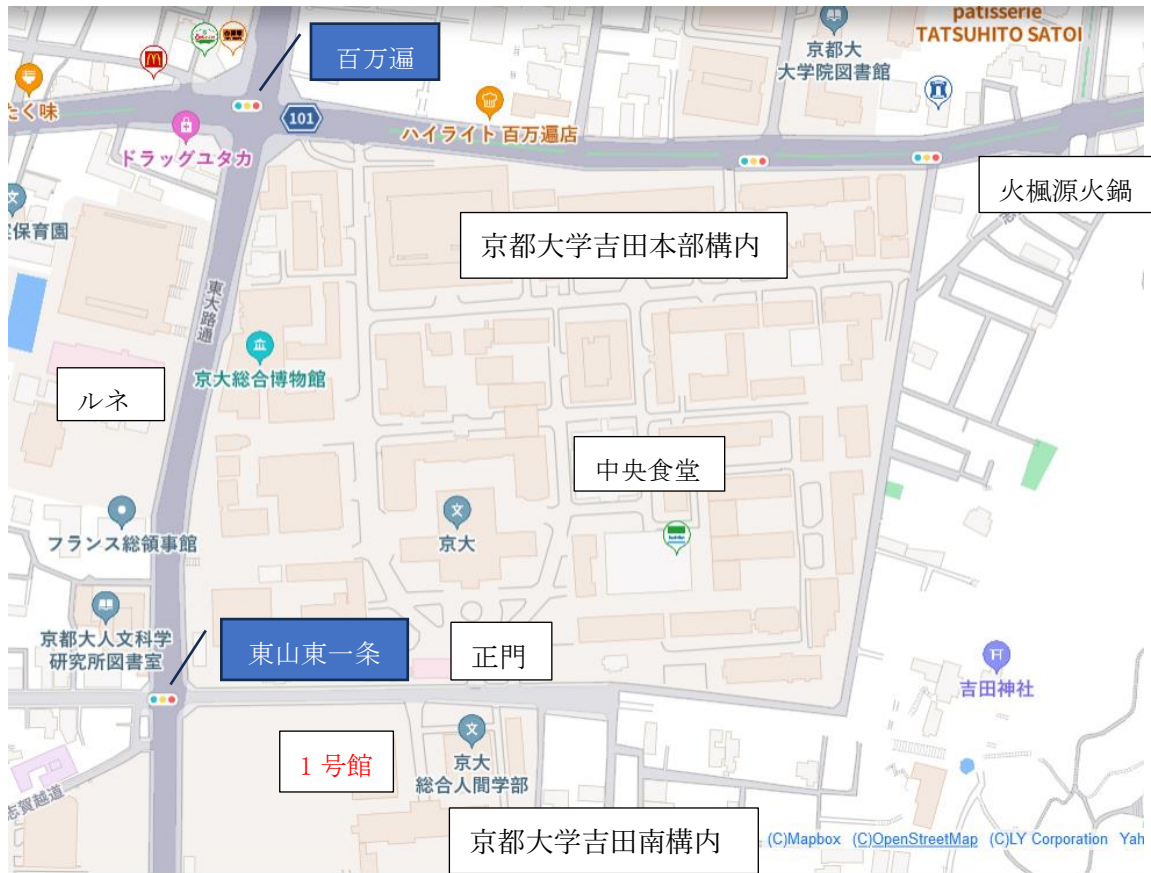 百万遍
patisserie
TATSUHITO SATOI
京都大
大学院図書館
たく味
101
ハイライト 百万遍店
ドラッグユタカ
火楓源火鍋
保育園
京都大学吉田本部構内
東大路通
京大総合博物館
ルネ
中央食堂
京大
フランス総領事館
京都大人文科学
研究所図書室
東山東一条
正門
吉田神社
1 号館
京大
総合人間学部
志賀越道
京都大学吉田南構内
(C)Mapbox (C)OpenStreetMap (C)LY Corporation Yah